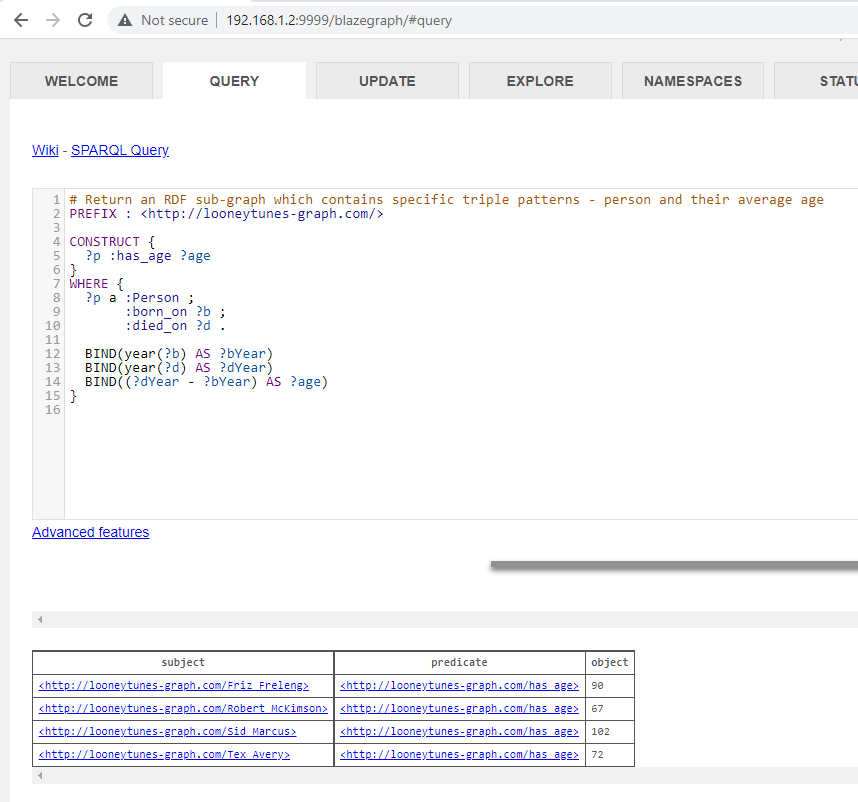 Not secure | 192.168.1.2:9999/blazegraph/#query
WELCOME QUERY UPDATE EXPLORE NAMESPACES STATU
Wiki - SPARQL Query
1 # Return an RDF sub-graph which contains specific triple patterns - person and their average age
2 PREFIX : <http://looneytunes-graph.com/>
3
4 CONSTRUCT {
5   ?p :has_age ?age
6 }
7 WHERE {
8   ?p a :Person ;
9        :born_on ?b ;
10        :died_on ?d .
11
12   BIND(year(?b) AS ?bYear)
13   BIND(year(?d) AS ?dYear)
14   BIND((?dYear - ?bYear) AS ?age)
15 }
16
Advanced features
subject predicate object
<http://looneytunes-graph.com/Friz_Freleng> <http://looneytunes-graph.com/has_age> 90
<http://looneytunes-graph.com/Robert_McKimson> <http://looneytunes-graph.com/has_age> 67
<http://looneytunes-graph.com/Sid_Marcus> <http://looneytunes-graph.com/has_age> 102
<http://looneytunes-graph.com/Tex_Avery> <http://looneytunes-graph.com/has_age> 72